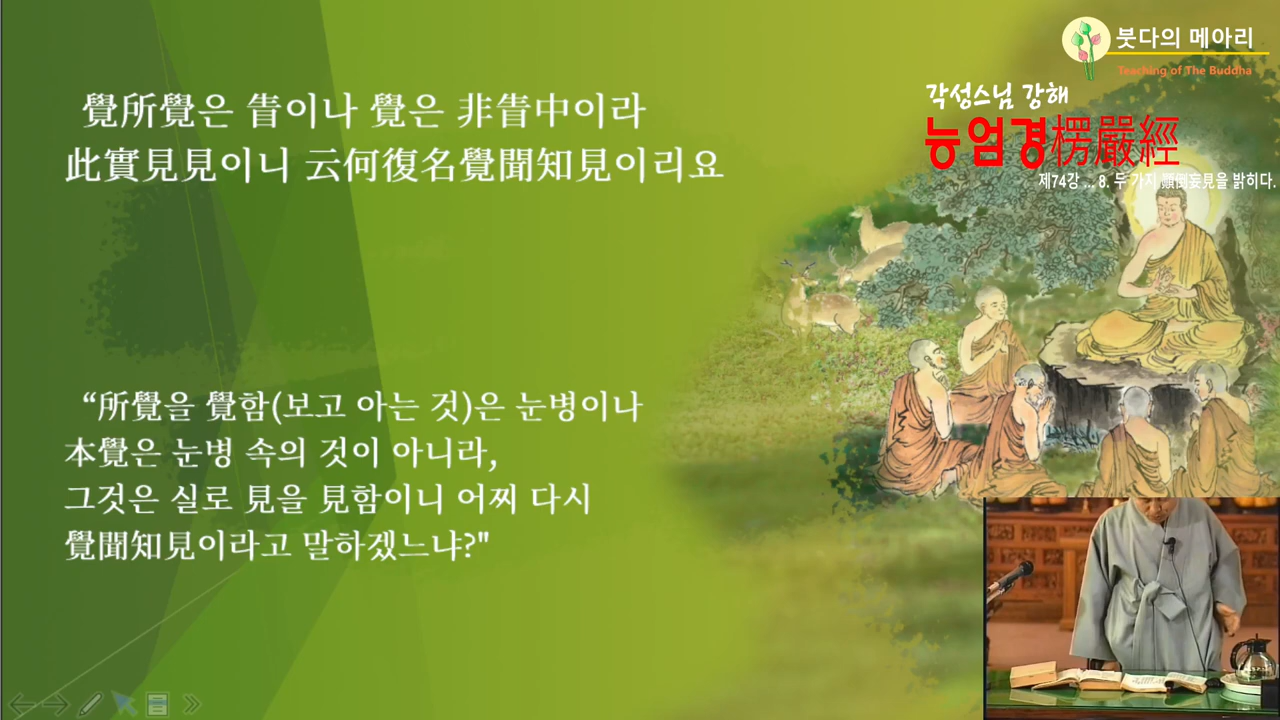 覺所覺은 眚이나 覺은 非眚中이라
此實見見이니 云何復名覺聞知見이리요
“所覺을 覺함(보고 아는 것)은 눈병이나
本覺은 눈병 속의 것이 아니라,
그것은 실로 見을 見함이니 어찌 다시
覺聞知見이라고 말하겠느냐?"
붓다의 메아리
Teaching of The Buddha
각성스님 강해
능엄경楞嚴經
제74강 ... 8. 두 가지 顚倒妄見을 밝히다.